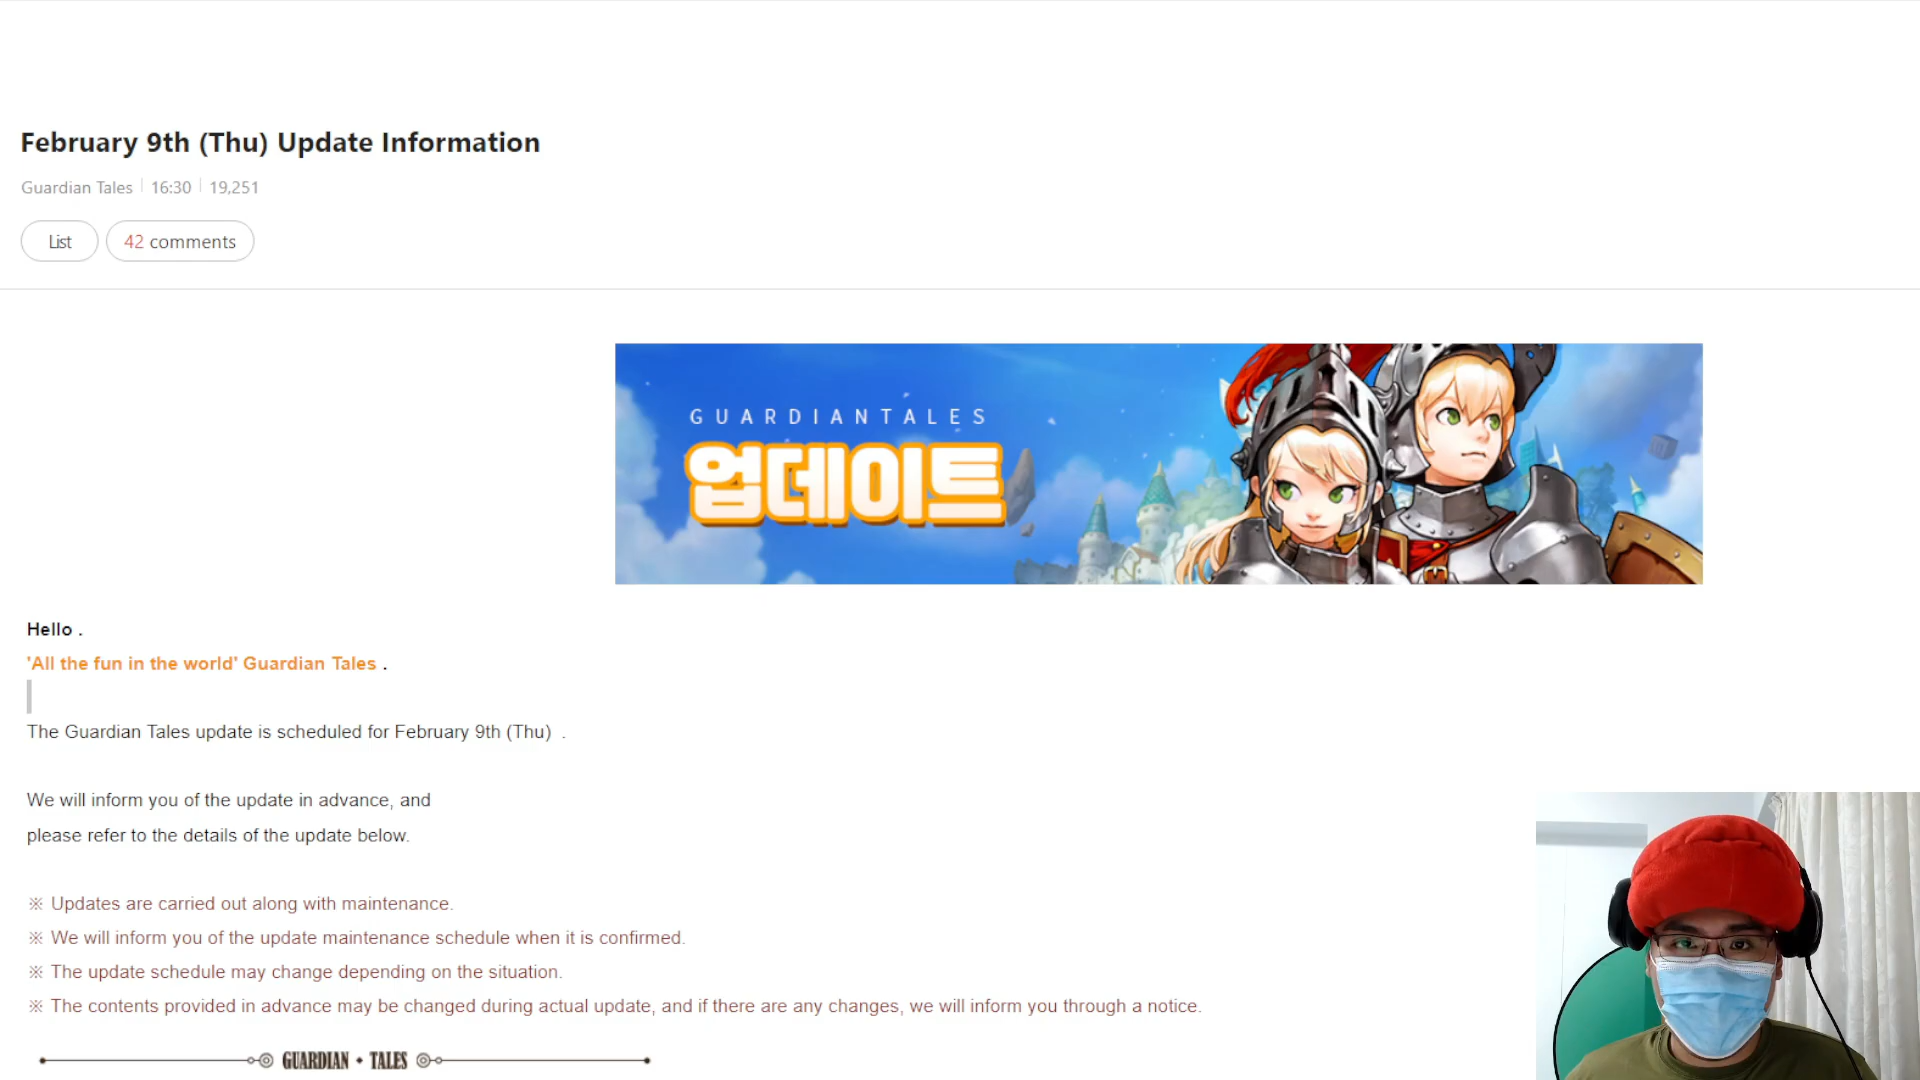 February 9th (Thu) Update Information
Guardian Tales | 16:30 | 19,251
List 42 comments
GUARDIANTALES
업데이트
Hello .
'All the fun in the world' Guardian Tales .
The Guardian Tales update is scheduled for February 9th (Thu) .
We will inform you of the update in advance, and
please refer to the details of the update below.
※ Updates are carried out along with maintenance.
※ We will inform you of the update maintenance schedule when it is confirmed.
※ The update schedule may change depending on the situation.
※ The contents provided in advance may be changed during actual update, and if there are any changes, we will inform you through a notice.
GUARDIAN • TALES